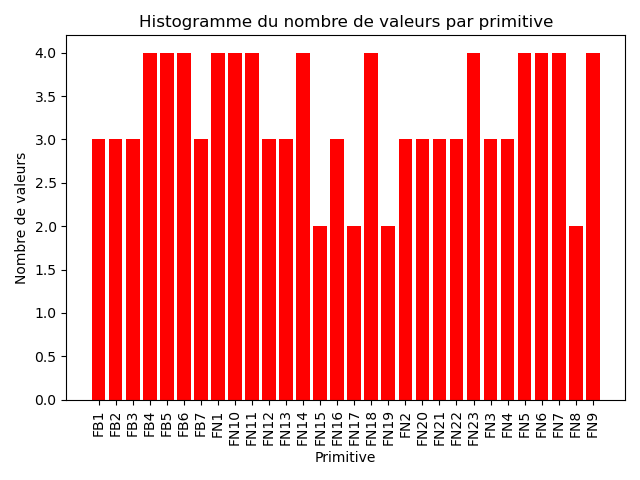 Histogramme du nombre de valeurs par primitive
Nombre de valeurs
4.0
3.5
3.0
2.5
2.0
1.5
1.0
0.5
0.0
FB1
FB2
FB3
FB4
FB5
FB6
FB7
FN1
FN10
FN11
FN12
FN13
FN14
FN15
FN16
FN17
FN18
FN19
FN2
FN20
FN21
FN22
FN23
FN3
FN4
FN5
FN6
FN7
FN8
FN9
Primitive